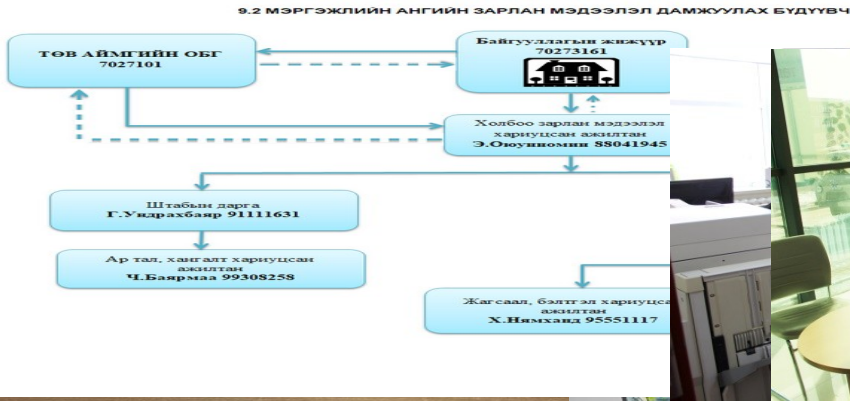 9.2 МЭРГЭЖЛИЙН АНГИЙН ЗАРЛАН МЭДЭЭЛЭЛ ДАМЖУУЛАХ БҮДҮҮВЧ
ТӨВ АЙМГИЙН ОБГ
7027101
Байгууллагын жижүүр
70273161
Холбоо зарлан мэдээлэл
хариуцсан ажилтан
Э.Оюунномин 88041945
Штабын дарга
Г.Ундрахбаяр 91111631
Ар тал, хангалт хариуцсан
ажилтан
Ч.Баярмаа 99308258
Жагсаал, бэлтгэл хариуцса
ажилтан
Х.Нямханд 95551117